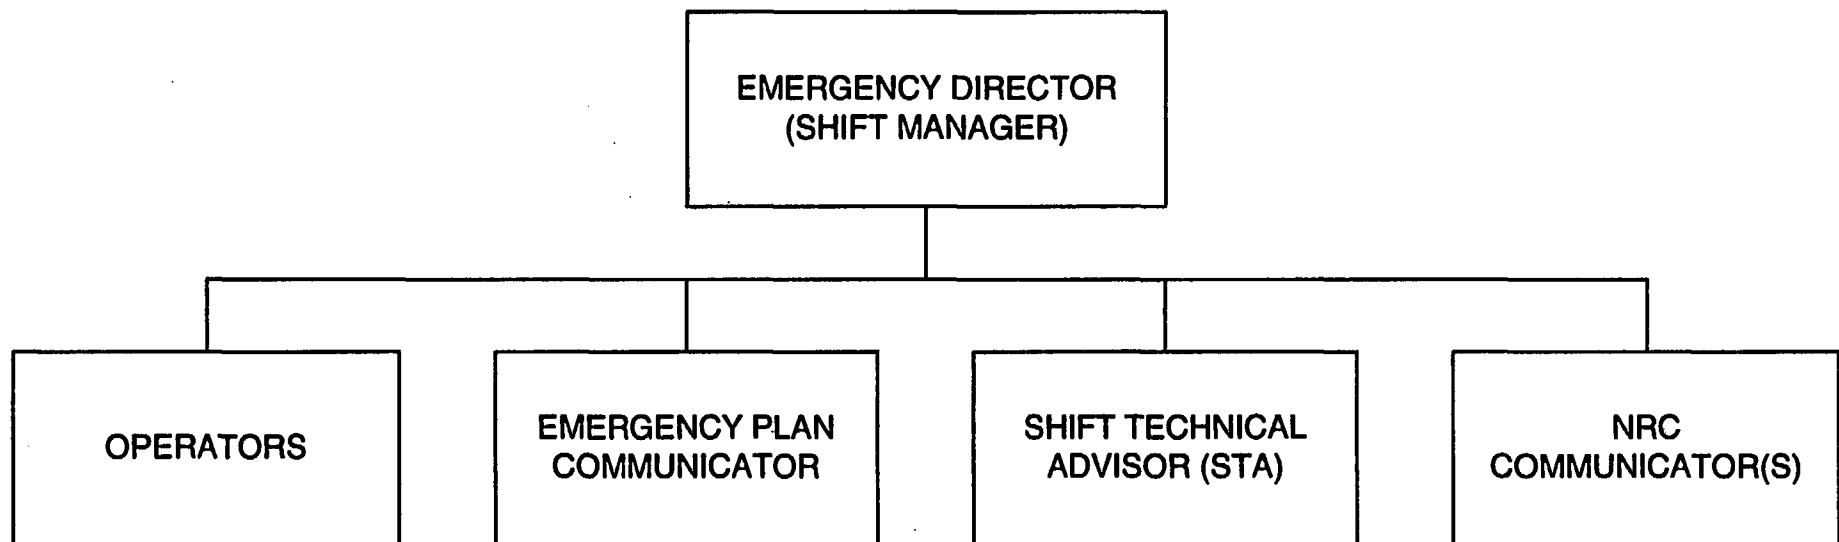 EMERGENCY DIRECTOR
(SHIFT MANAGER)
OPERATORS
EMERGENCY PLAN
COMMUNICATOR
SHIFT TECHNICAL
ADVISOR (STA)
NRC
COMMUNICATOR(S)